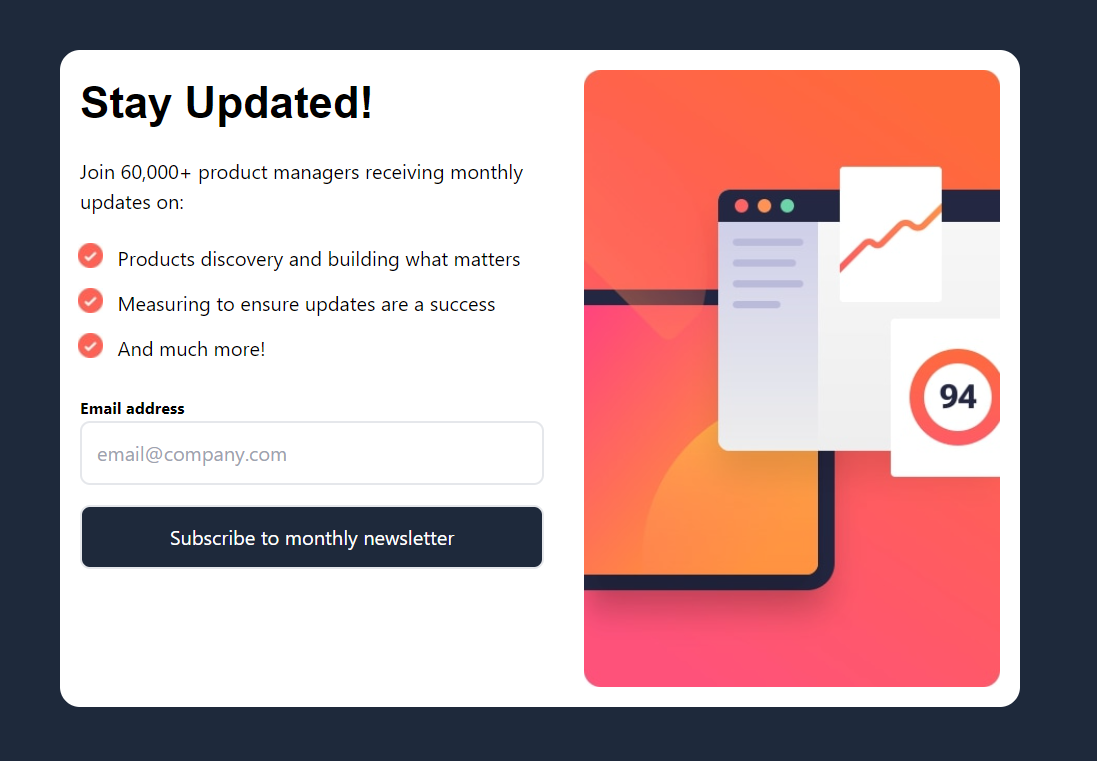 Stay Updated!
Join 60,000+ product managers receiving monthly
updates on:
Products discovery and building what matters
Measuring to ensure updates are a success
And much more!
Email address
email@company.com
Subscribe to monthly newsletter
94